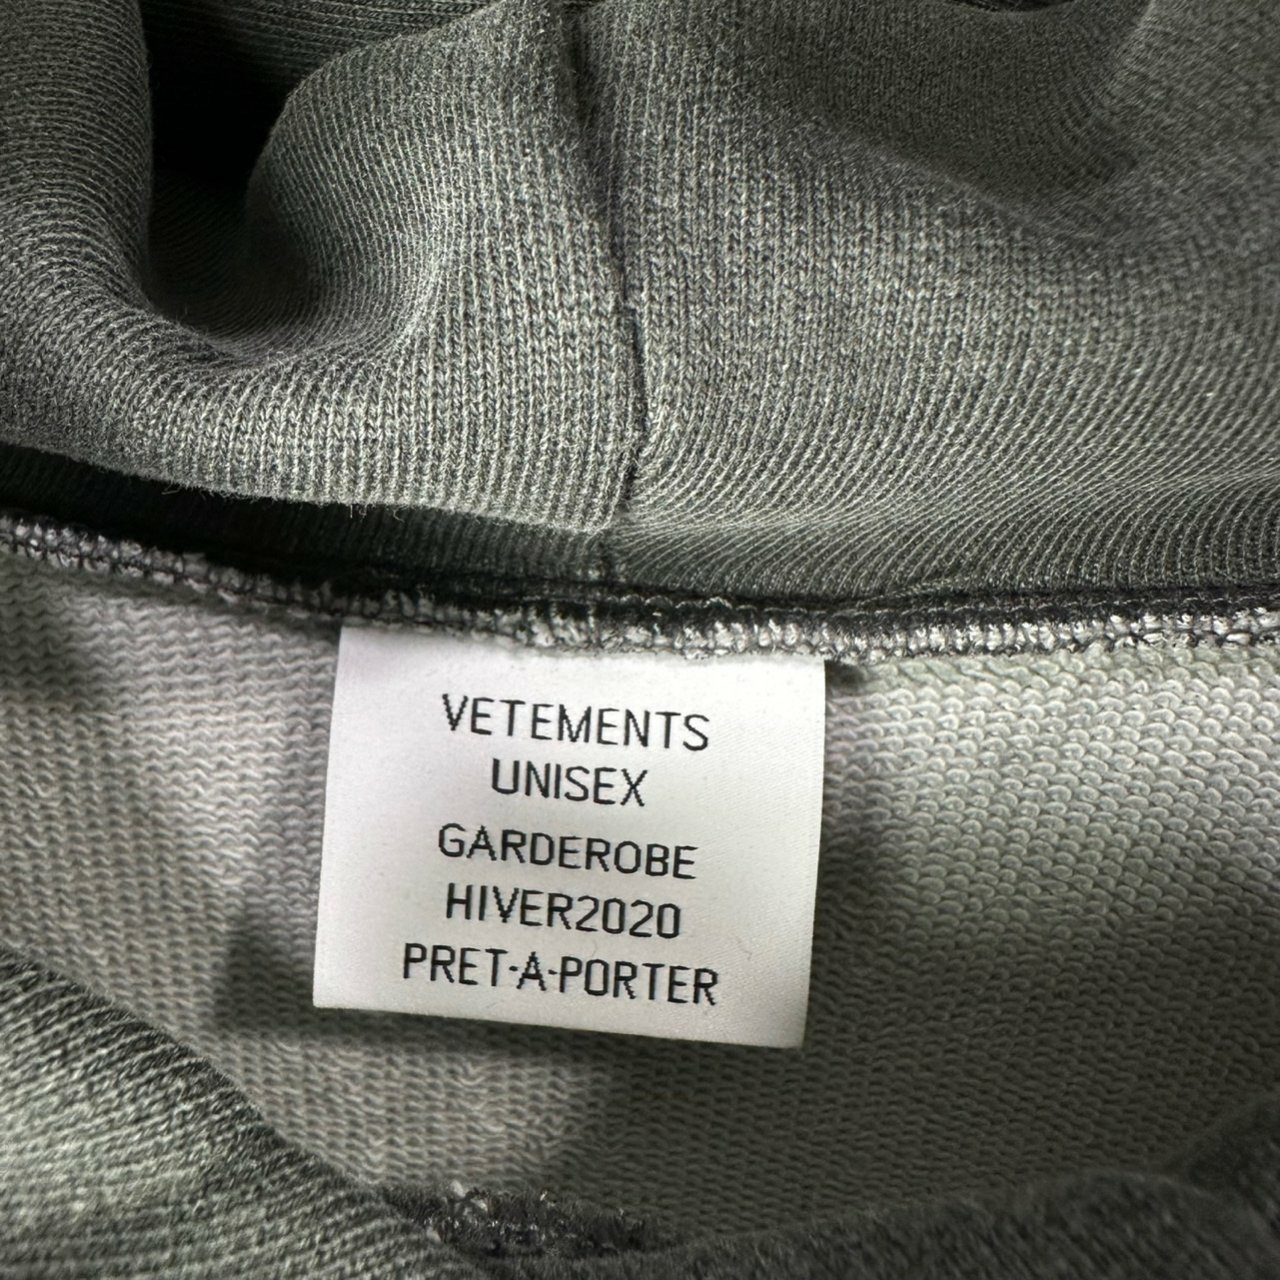 VETEMENTS
UNISEX
GARDEROBE
HIVER2020
PRET-A-PORTER